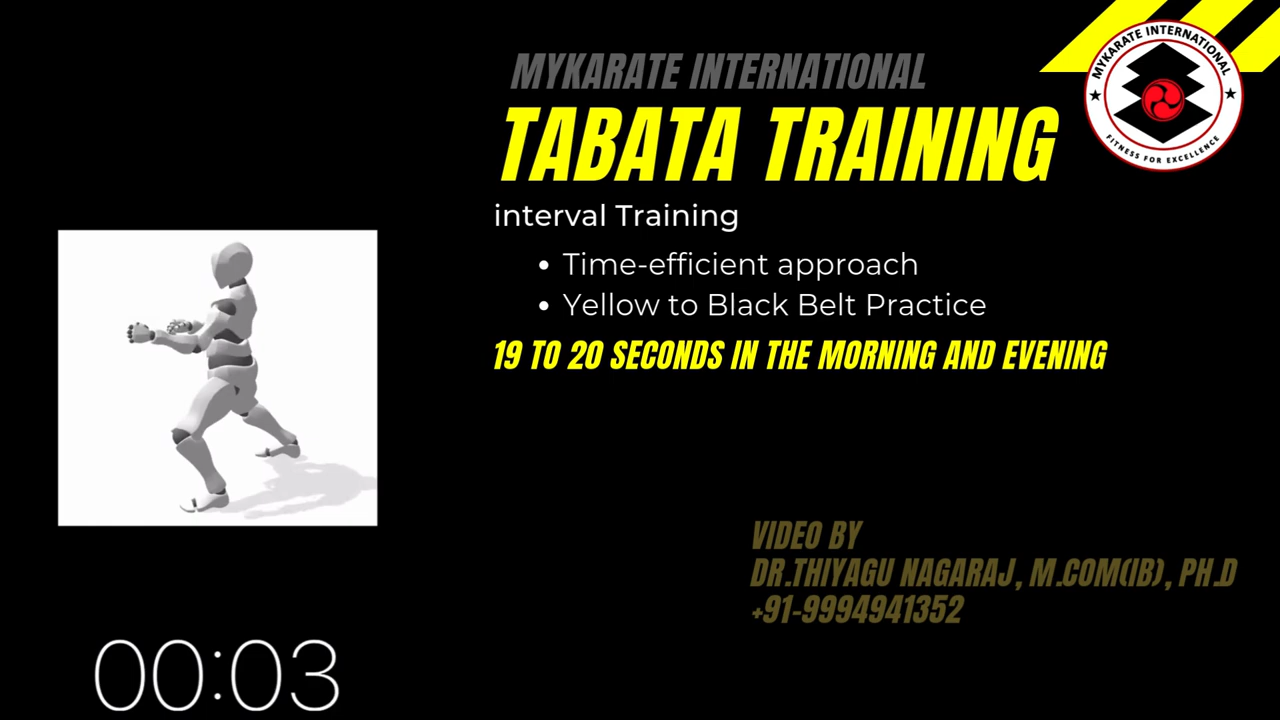 MYKARATE INTERNATIONAL
TABATA TRAINING
interval Training
• Time-efficient approach
• Yellow to Black Belt Practice
19 TO 20 SECONDS IN THE MORNING AND EVENING
MYKARATE INTERNATIONAL
FITNESS FOR EXCELLENCE
VIDEO BY
DR.THIYAGU NAGARAJ, M.COM(IB), PH.D
+91-9994941352
00:03